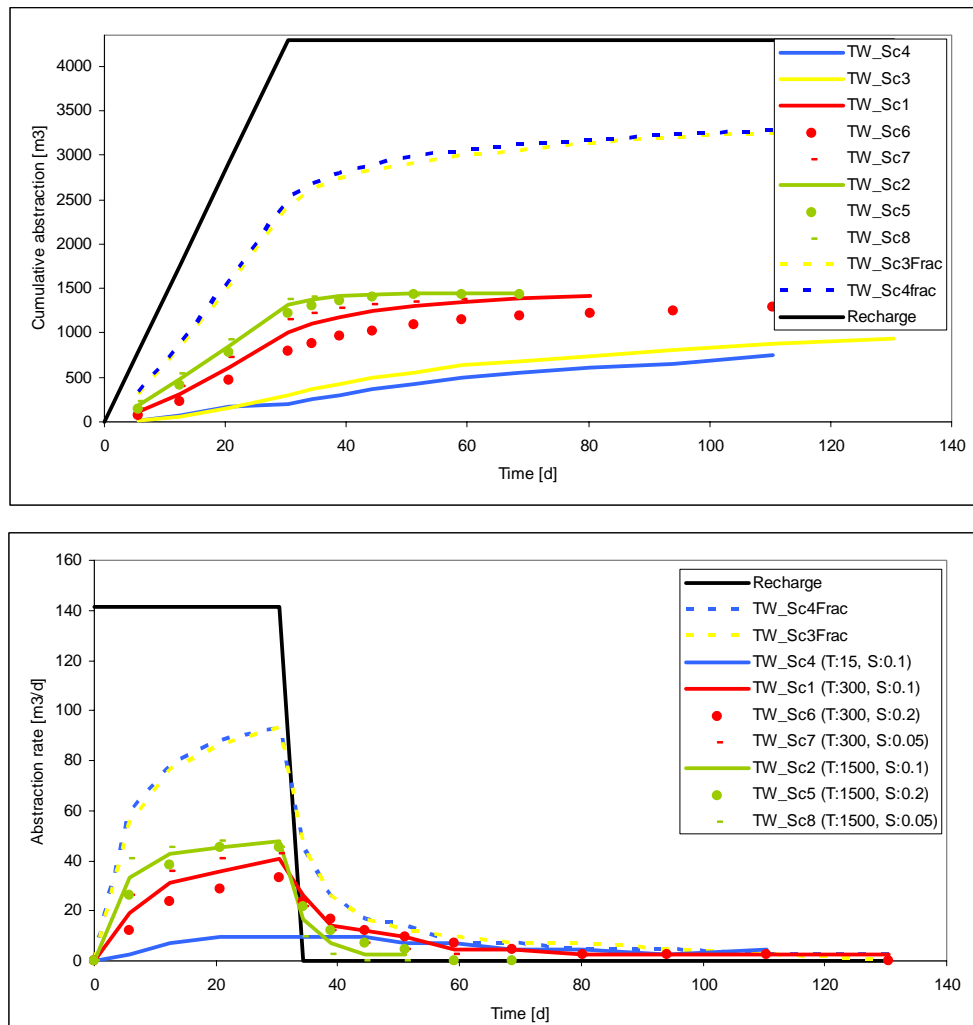 Cumulative abstraction [m3]
4000
3500
3000
2500
2000
1500
1000
500
0
0 20 40 60 80 100 120 140
Time [d]
TW_Sc4
TW_Sc3
TW_Sc1
TW_Sc6
TW_Sc7
TW_Sc2
TW_Sc5
TW_Sc8
TW_Sc3Frac
TW_Sc4frac
Recharge
Abstraction rate [m3/d]
160
140
120
100
80
60
40
20
0
0 20 40 60 80 100 120 140
Time [d]
Recharge
TW_Sc4Frac
TW_Sc3Frac
TW_Sc4 (T:15, S:0.1)
TW_Sc1 (T:300, S:0.1)
TW_Sc6 (T:300, S:0.2)
TW_Sc7 (T:300, S:0.05)
TW_Sc2 (T:1500, S:0.1)
TW_Sc5 (T:1500, S:0.2)
TW_Sc8 (T:1500, S:0.05)